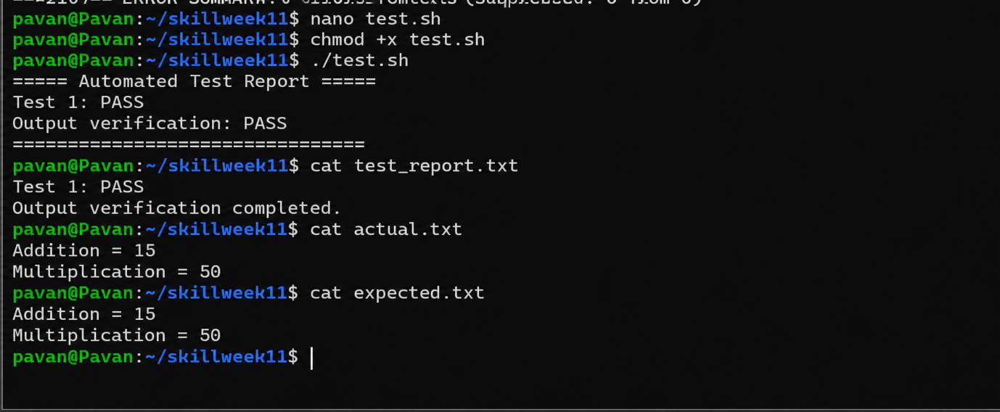 ERROR SUMMARY:
pavan@Pavan:~/skillweek11$ nano test.sh
pavan@Pavan:~/skillweek11$ chmod +x test.sh
pavan@Pavan:~/skillweek11$ ./test.sh
===== Automated Test Report =====
Test 1: PASS
Output verification: PASS
================================
pavan@Pavan:~/skillweek11$ cat test_report.txt
Test 1: PASS
Output verification completed.
pavan@Pavan:~/skillweek11$ cat actual.txt
Addition = 15
Multiplication = 50
pavan@Pavan:~/skillweek11$ cat expected.txt
Addition = 15
Multiplication = 50
pavan@Pavan:~/skillweek11$